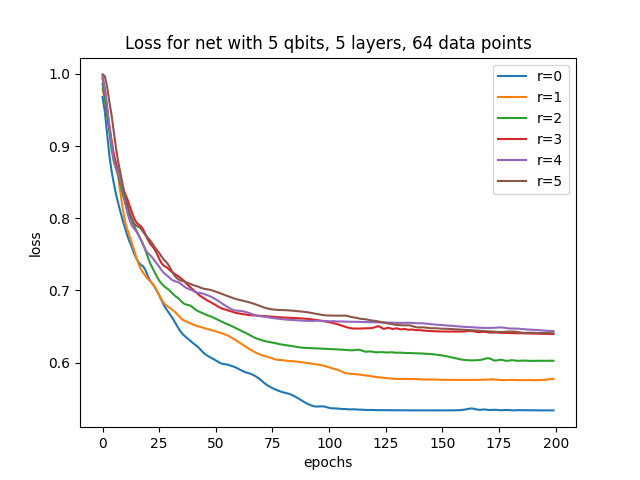 Loss for net with 5 qbits, 5 layers, 64 data points
1.0
0.9
0.8
0.7
0.6
loss
r=0
r=1
r=2
r=3
r=4
r=5
0 25 50 75 100 125 150 175 200
epochs